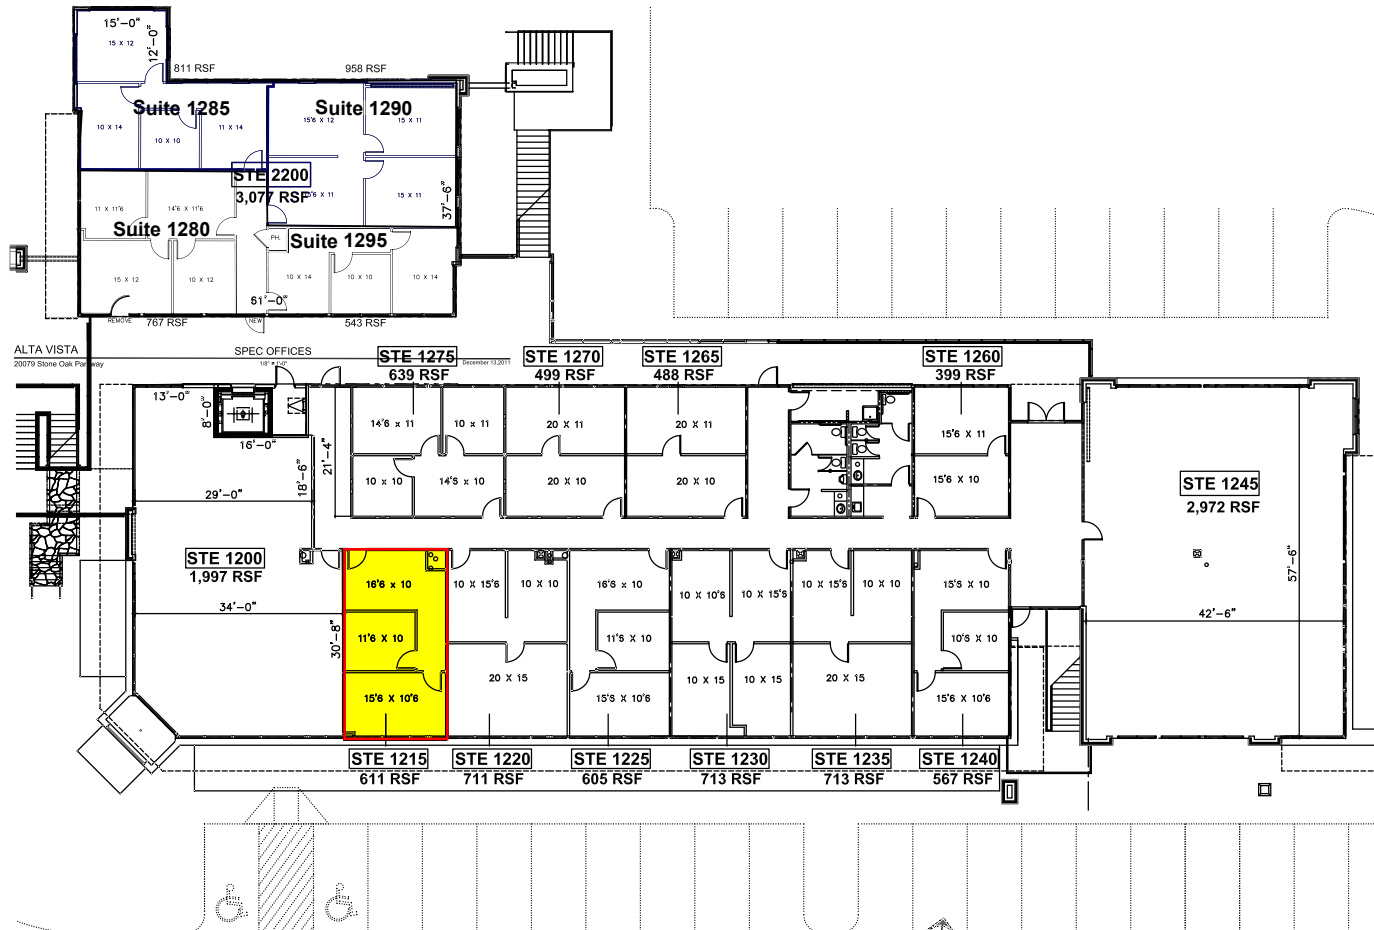 15'-0"
15 X 12
12'-0"
811 RSF
958 RSF
Suite 1285
Suite 1290
10 X 14
10 X 10
11 X 14
15'6 X 12
15 X 11
STE 2200
3,077 RSF
15 X 11
37'-6"
11 X 11'6
14'6 X 11'6
Suite 1280
PH.
Suite 1295
15 X 12
10 X 12
10 X 14
10 X 10
10 X 14
61'-0"
REMOVE
767 RSF
NEW
543 RSF
ALTA VISTA
SPEC OFFICES
20079 Stone Oak Parkway
1/8" = 1'-0"
December 13,2011
STE 1275
639 RSF
STE 1270
499 RSF
STE 1265
488 RSF
STE 1260
399 RSF
13'-0"
8'-0"
16'-0"
18'-6"
21'-4"
29'-0"
14'6 x 11
10 x 11
20 X 11
20 X 11
15'6 X 11
10 x 10
14'S x 10
20 X 10
20 X 10
15'6 X 10
STE 1245
2,972 RSF
57'-6"
42'-6"
STE 1200
1,997 RSF
34'-0"
30'-8"
16'6 x 10
11'6 X 10
15'6 X 10'6
10 X 15'6
10 X 10
20 X 15
16'S x 10
11'S X 10
15'S X 10'6
10 X 10'6
10 X 15'S
10 X 15
10 X 15
10 X 15'6
10 X 10
20 X 15
15'S X 10
10'S X 10
15'6 X 10'6
STE 1215
611 RSF
STE 1220
711 RSF
STE 1225
605 RSF
STE 1230
713 RSF
STE 1235
713 RSF
STE 1240
567 RSF